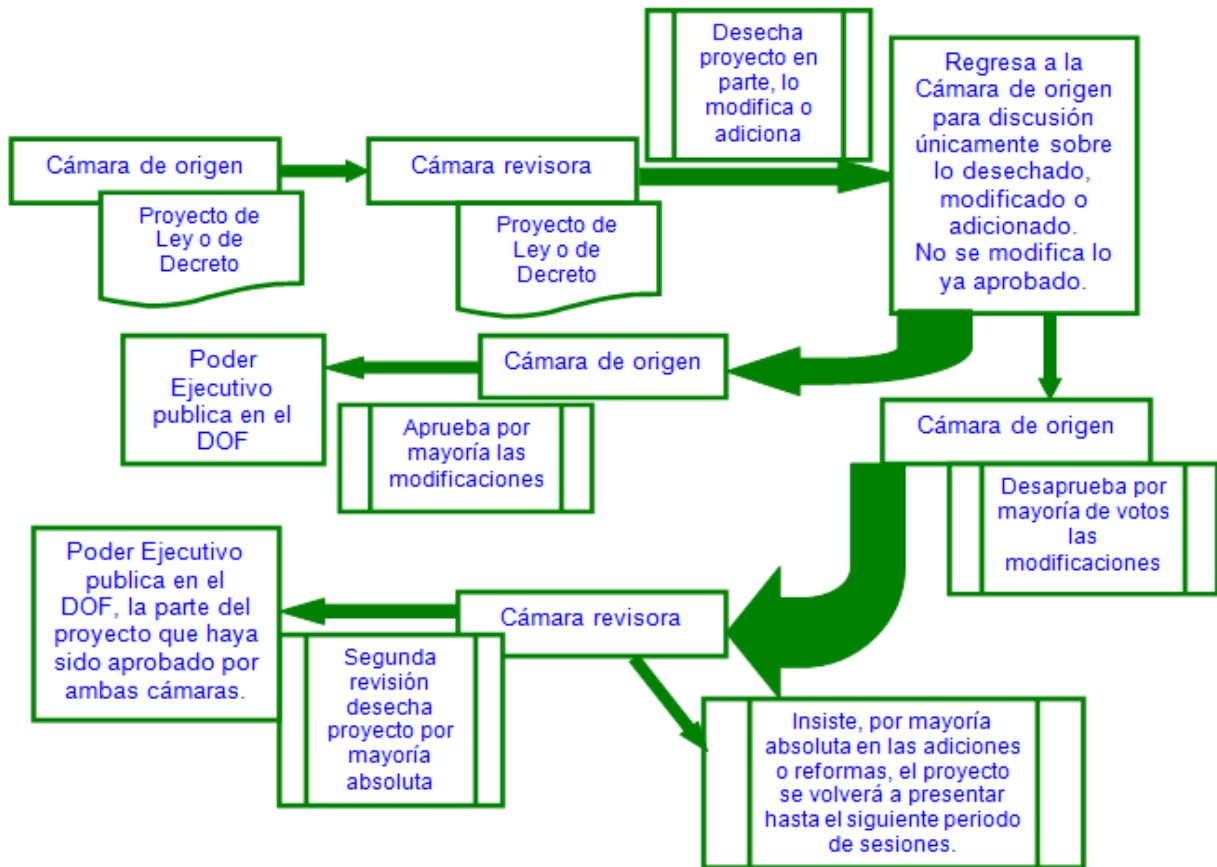 Cámara de origen
Proyecto de
Ley o de
Decreto
Cámara revisora
Proyecto de
Ley o de
Decreto
Desecha
proyecto en
parte, lo
modifica o
adiciona
Regresa a la
Cámara de origen
para discusión
únicamente sobre
lo desechado,
modificado o
adicionado.
No se modifica lo
ya aprobado.
Cámara de origen
Aprueba por
mayoría las
modificaciones
Poder
Ejecutivo
publica en el
DOF
Cámara de origen
Desaprueba por
mayoría de votos
las
modificaciones
Cámara revisora
Segunda
revisión
desecha
proyecto por
mayoría
absoluta
Poder Ejecutivo
publica en el
DOF, la parte del
proyecto que haya
sido aprobado por
ambas cámaras.
Insiste, por mayoría
absoluta en las adiciones
o reformas, el proyecto
se volverá a presentar
hasta el siguiente periodo
de sesiones.